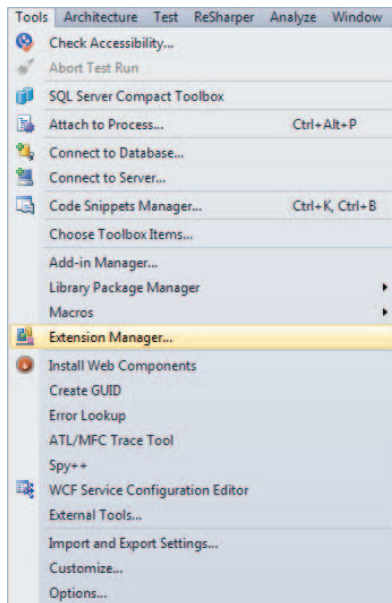 Tools Architecture Test ReSharper Analyze Window
Check Accessibility...
Abort Test Run
SQL Server Compact Toolbox
Attach to Process... Ctrl+Alt+P
Connect to Database...
Connect to Server...
Code Snippets Manager... Ctrl+K, Ctrl+B
Choose Toolbox Items...
Add-in Manager...
Library Package Manager
Macros
Extension Manager...
Install Web Components
Create GUID
Error Lookup
ATL/MFC Trace Tool
Spy++
WCF Service Configuration Editor
External Tools...
Import and Export Settings...
Customize...
Options...